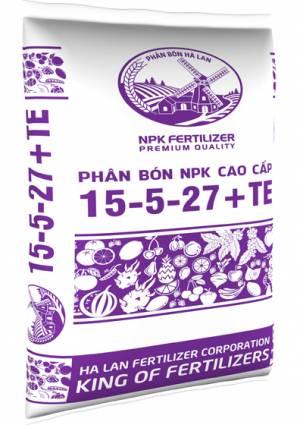 PHÂN BÓN HÀ LAN
NPK FERTILIZER
PREMIUM QUALITY
PHÂN BÓN NPK CAO CẤP
15-5-27+TE
15-5-27+TE
HA LAN FERTILIZER CORPORATION
KING OF FERTILIZERS